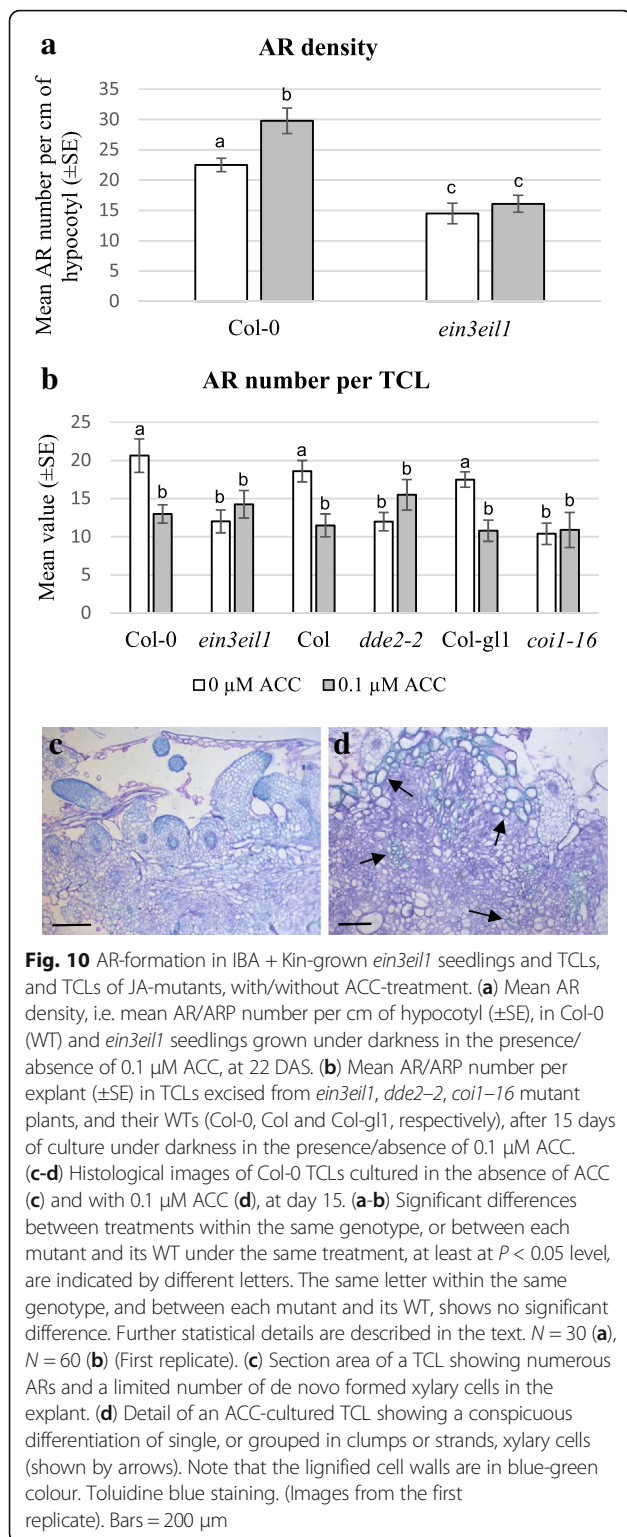 a
AR density
Mean AR number per cm of
hypocotyl (±SE)
35
30
25
20
15
10
5
0
a
b
c
c
Col-0
ein3eil1
b
AR number per TCL
Mean value (±SE)
25
20
15
10
5
0
a
b
b
b
a
b
b
b
a
b
b
b
Col-0
ein3eil1
Col
dde2-2
Col-gl1
coi1-16
0 µM ACC
0.1 µM ACC
c
d
Fig. 10 AR-formation in IBA + Kin-grown ein3eil1 seedlings and TCLs,
and TCLs of JA-mutants, with/without ACC-treatment. (a) Mean AR
density, i.e. mean AR/ARP number per cm of hypocotyl (±SE), in Col-0
(WT) and ein3eil1 seedlings grown under darkness in the presence/
absence of 0.1 µM ACC, at 22 DAS. (b) Mean AR/ARP number per
explant (±SE) in TCLs excised from ein3eil1, dde2–2, coi1–16 mutant
plants, and their WTs (Col-0, Col and Col-gl1, respectively), after 15 days
of culture under darkness in the presence/absence of 0.1 µM ACC.
(c-d) Histological images of Col-0 TCLs cultured in the absence of ACC
(c) and with 0.1 µM ACC (d), at day 15. (a-b) Significant differences
between treatments within the same genotype, or between each
mutant and its WT under the same treatment, at least at P < 0.05 level,
are indicated by different letters. The same letter within the same
genotype, and between each mutant and its WT, shows no significant
difference. Further statistical details are described in the text. N = 30 (a),
N = 60 (b) (First replicate). (c) Section area of a TCL showing numerous
ARs and a limited number of de novo formed xylary cells in the
explant. (d) Detail of an ACC-cultured TCL showing a conspicuous
differentiation of single, or grouped in clumps or strands, xylary cells
(shown by arrows). Note that the lignified cell walls are in blue-green
colour. Toluidine blue staining. (Images from the first
replicate). Bars = 200 µm